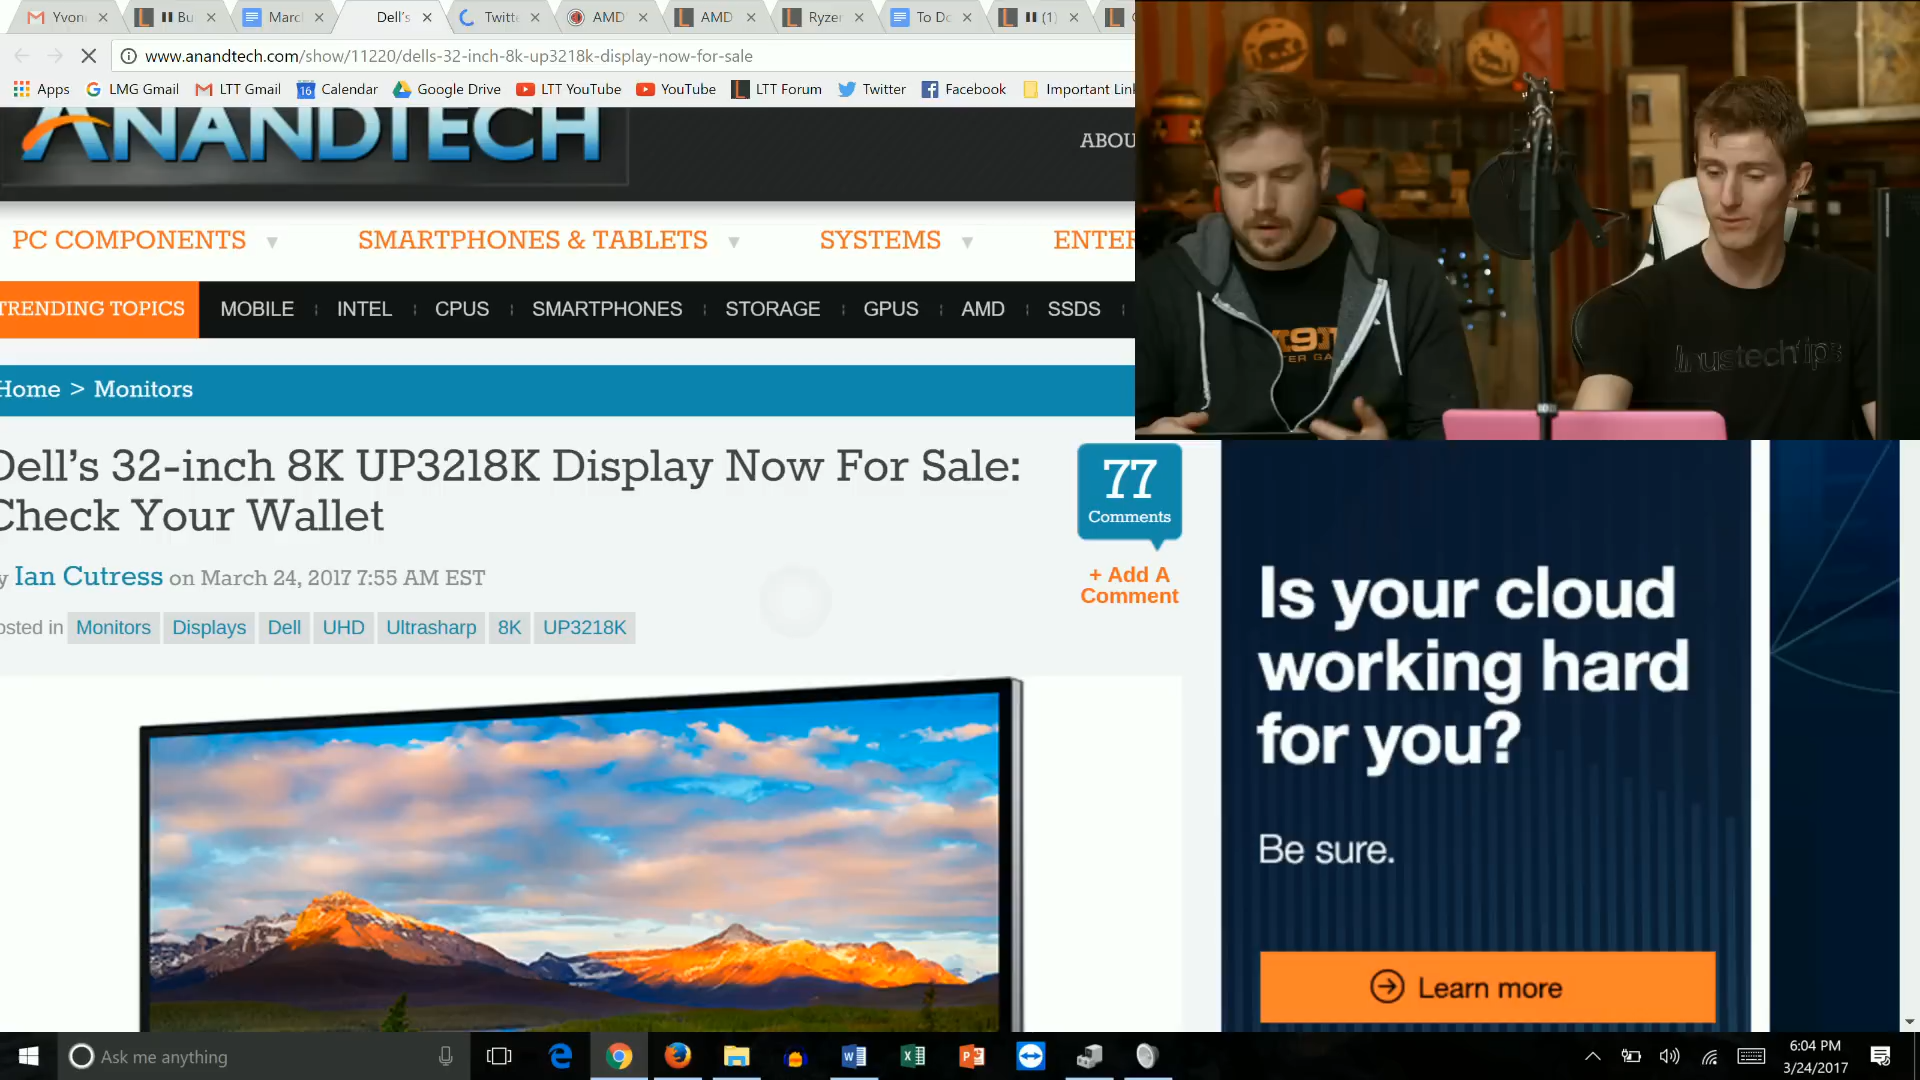 Yvon
Bu
March
Dell's
Twitte
AMD
AMD
Ryzer
To Do
(1)
www.anandtech.com/show/11220/dells-32-inch-8k-up3218k-display-now-for-sale
Apps
LMG Gmail
LTT Gmail
16
Calendar
Google Drive
LTT YouTube
YouTube
LTT Forum
Twitter
Facebook
Important Link
ANANDTECH
ABOU
PC COMPONENTS
SMARTPHONES & TABLETS
SYSTEMS
ENTER
TRENDING TOPICS
MOBILE
INTEL
CPUS
SMARTPHONES
STORAGE
GPUS
AMD
SSDS
Home > Monitors
Dell's 32-inch 8K UP3218K Display Now For Sale:
Check Your Wallet
77
Comments
+ Add A
Comment
y Ian Cutress on March 24, 2017 7:55 AM EST
osted in
Monitors
Displays
Dell
UHD
Ultrasharp
8K
UP3218K
linustechtips
Is your cloud
working hard
for you?
Be sure.
Learn more
Ask me anything
6:04 PM
3/24/2017